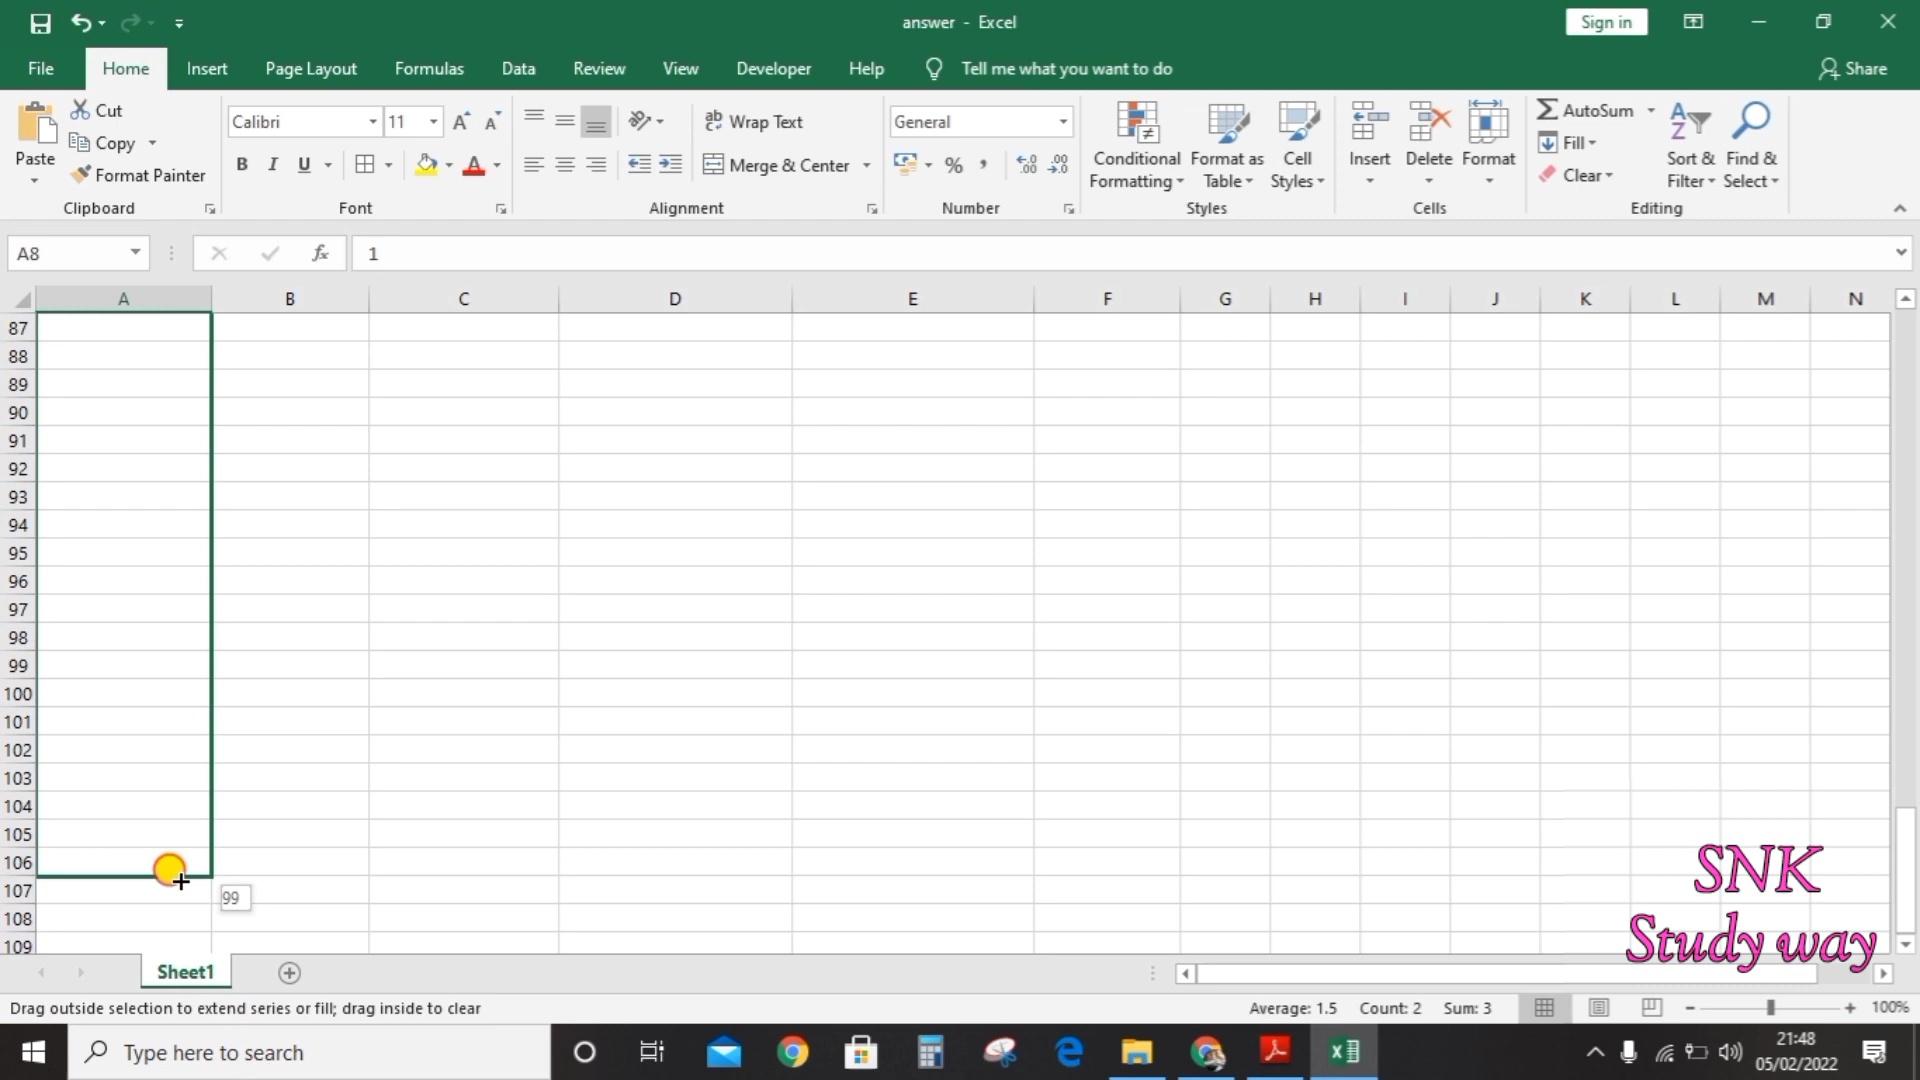 answer - Excel
Sign in
File Home Insert Page Layout Formulas Data Review View Developer Help Tell me what you want to do Share
Paste
Cut
Copy
Format Painter
Clipboard
Calibri 11
B I U
Font
Wrap Text
Merge & Center
Alignment
General
%
Number
Conditional Formatting
Format as Table
Cell Styles
Styles
Insert
Delete
Format
Cells
AutoSum
Fill
Clear
Sort & Filter
Find & Select
Editing
A8 fx 1
A B C D E F G H I J K L M N
87
88
89
90
91
92
93
94
95
96
97
98
99
100
101
102
103
104
105
106
107
99
108
109
SNK
Study way
Sheet1
Drag outside selection to extend series or fill; drag inside to clear Average: 1.5 Count: 2 Sum: 3 100%
Type here to search
21:48
05/02/2022